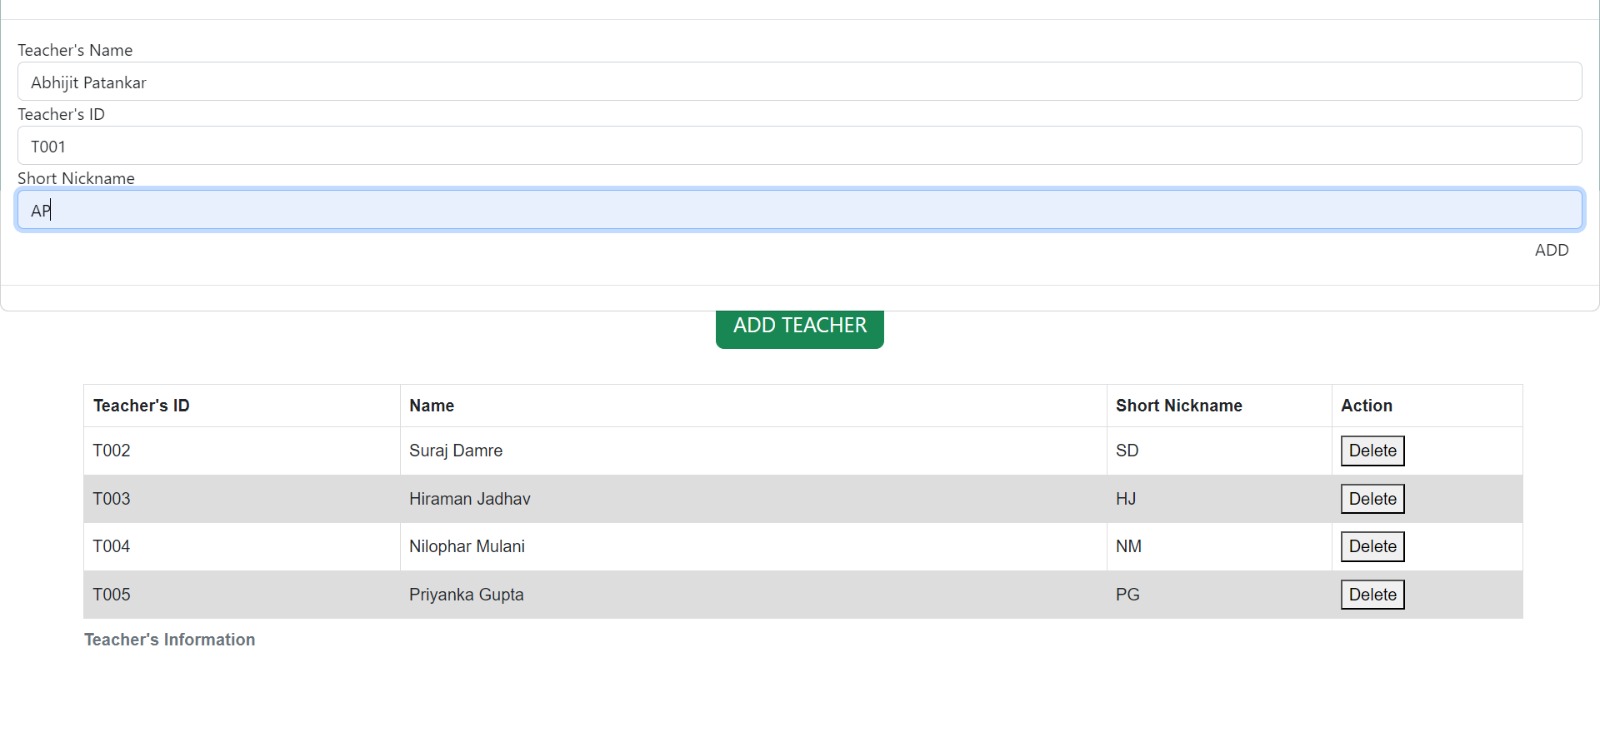 Teacher's Name
Abhijit Patankar
Teacher's ID
T001
Short Nickname
AP
ADD
ADD TEACHER
Teacher's ID Name Short Nickname Action
T002 Suraj Damre SD Delete
T003 Hiraman Jadhav HJ Delete
T004 Nilophar Mulani NM Delete
T005 Priyanka Gupta PG Delete
Teacher's Information